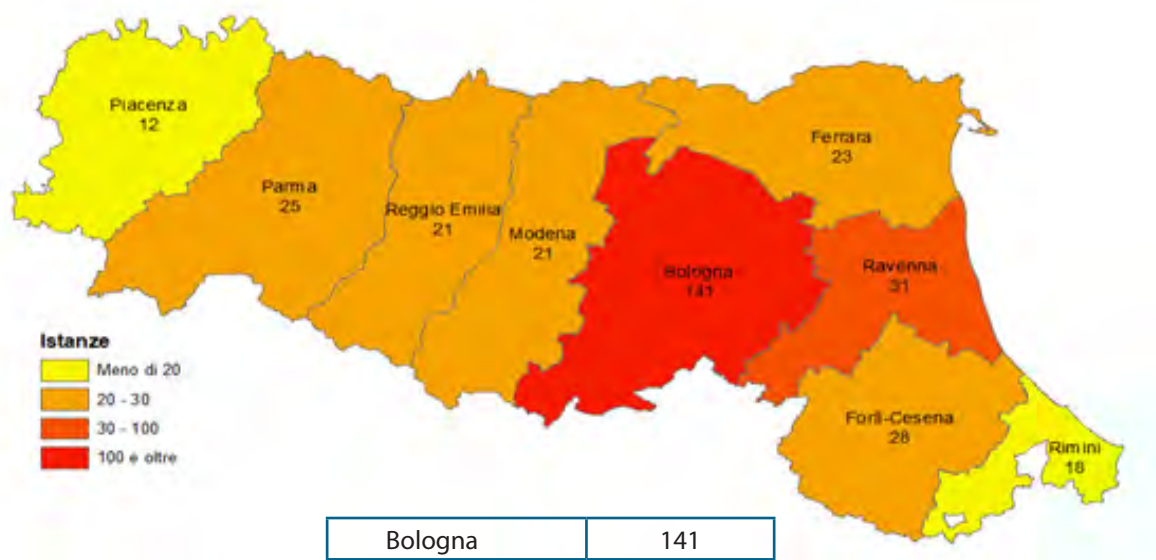 Piacenza
12
Parma
25
Reggio Emilia
21
Modena
21
Bologna
141
Ferrara
23
Ravenna
31
Forlì-Cesena
28
Rimini
18
Istanze
Meno di 20
20 - 30
30 - 100
100 e oltre
Bologna 141